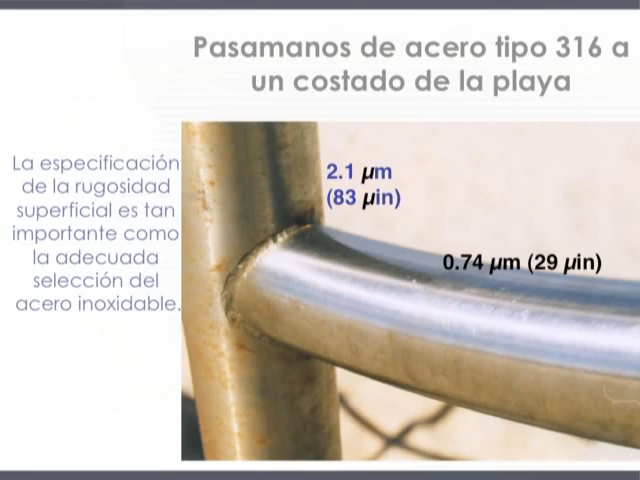 Pasamanos de acero tipo 316 a
un costado de la playa
La especificación
de la rugosidad
superficial es tan
importante como
la adecuada
selección del
acero inoxidable.
2.1 µm
(83 µin)
0.74 µm (29 µin)